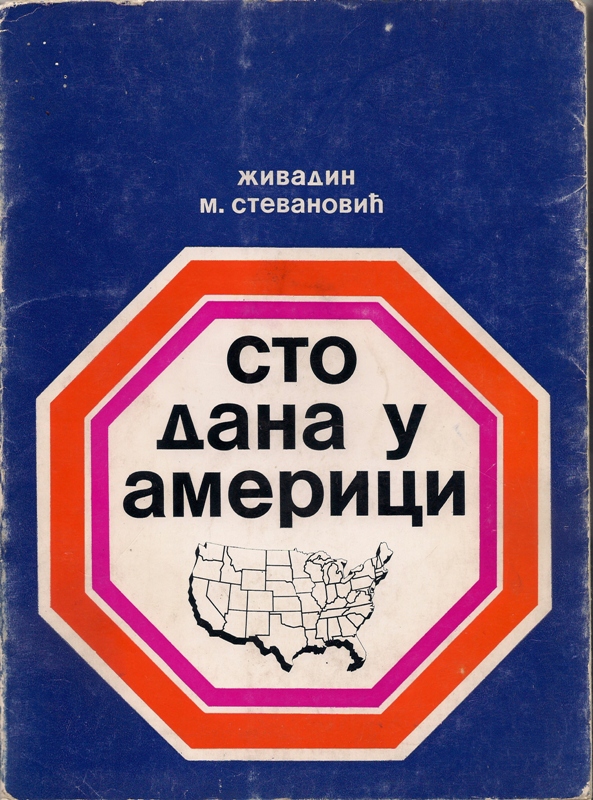 живадин
м. стевановић
сто
дана у
америци